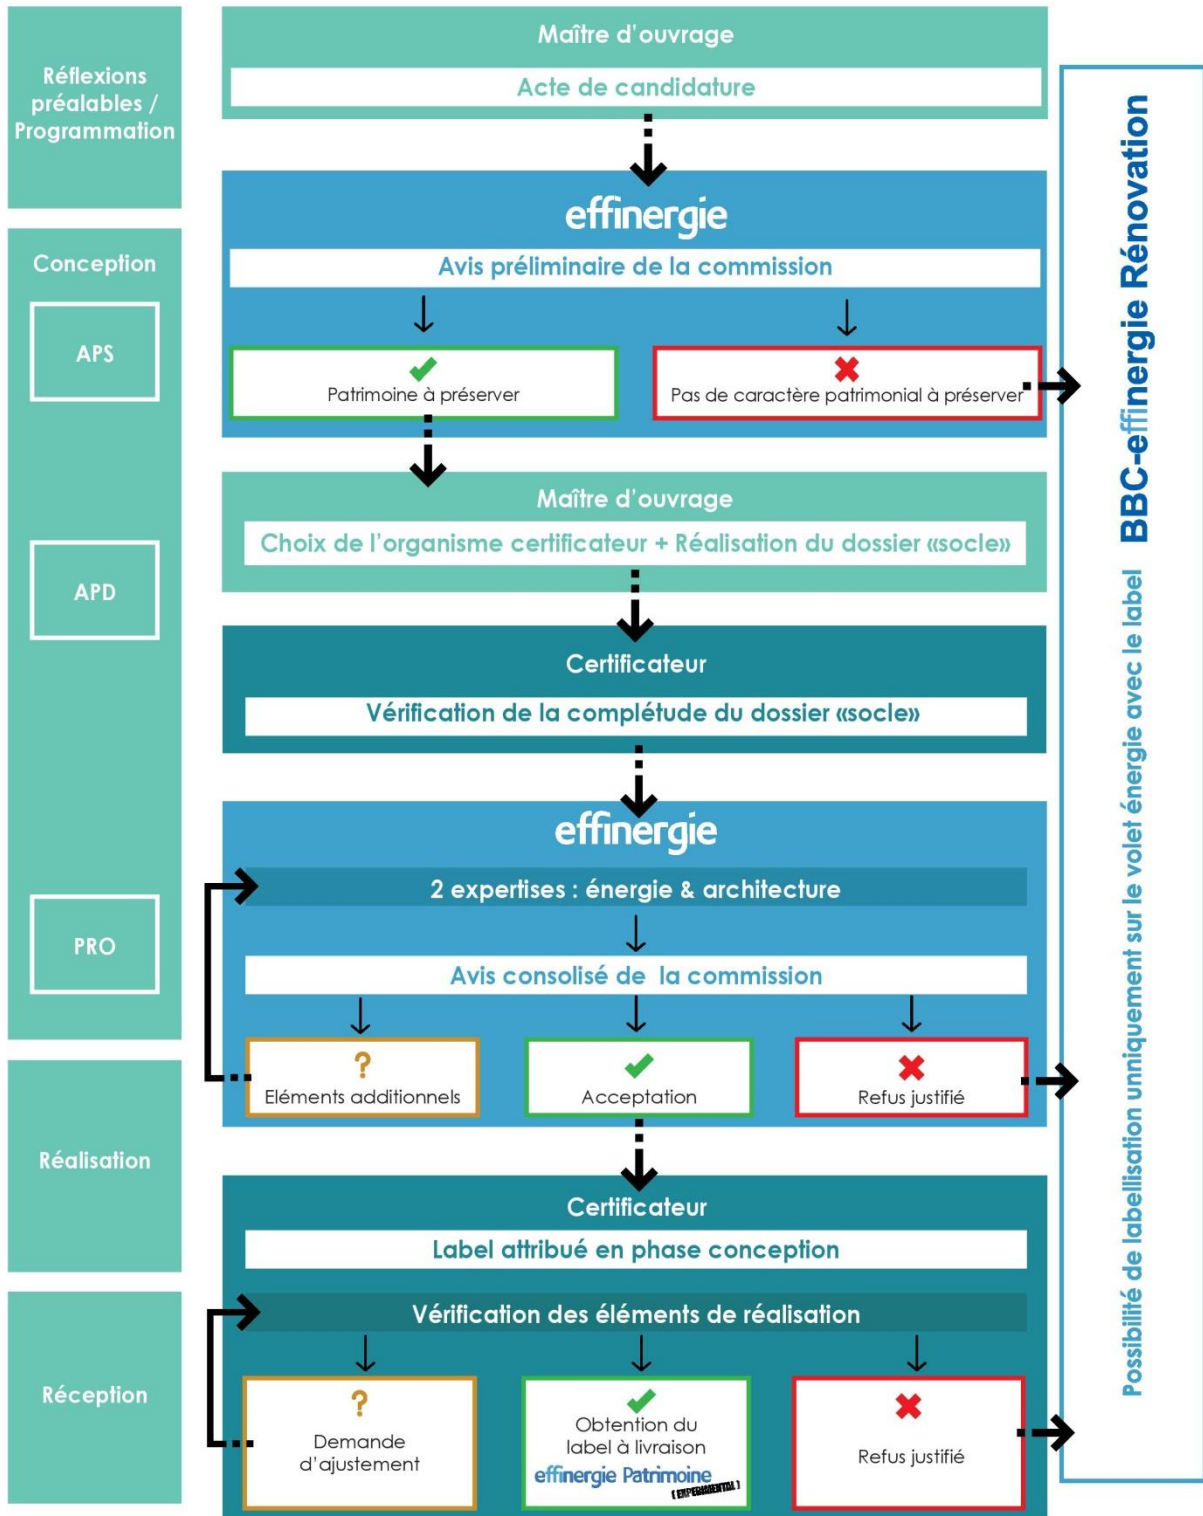 Réflexions
préalables /
Programmation
Maître d'ouvrage
Acte de candidature
effinergie
Avis préliminaire de la commission
Patrimoine à préserver
Pas de caractère patrimonial à préserver
Conception
APS
APD
PRO
Maître d'ouvrage
Choix de l'organisme certificateur + Réalisation du dossier «socle»
Certificateur
Vérification de la complétude du dossier «socle»
effinergie
2 expertises : énergie & architecture
Avis consolisé de la commission
?
Eléments additionnels
Acceptation
Refus justifié
Réalisation
Certificateur
Label attribué en phase conception
Vérification des éléments de réalisation
Réception
?
Demande
d'ajustement
Obtention du
label à livraison
effinergie Patrimoine
(EXPERIMENTAL)
Refus justifié
Possibilité de labellisation unniquement sur le volet énergie avec le label BBC-effinergie Rénovation